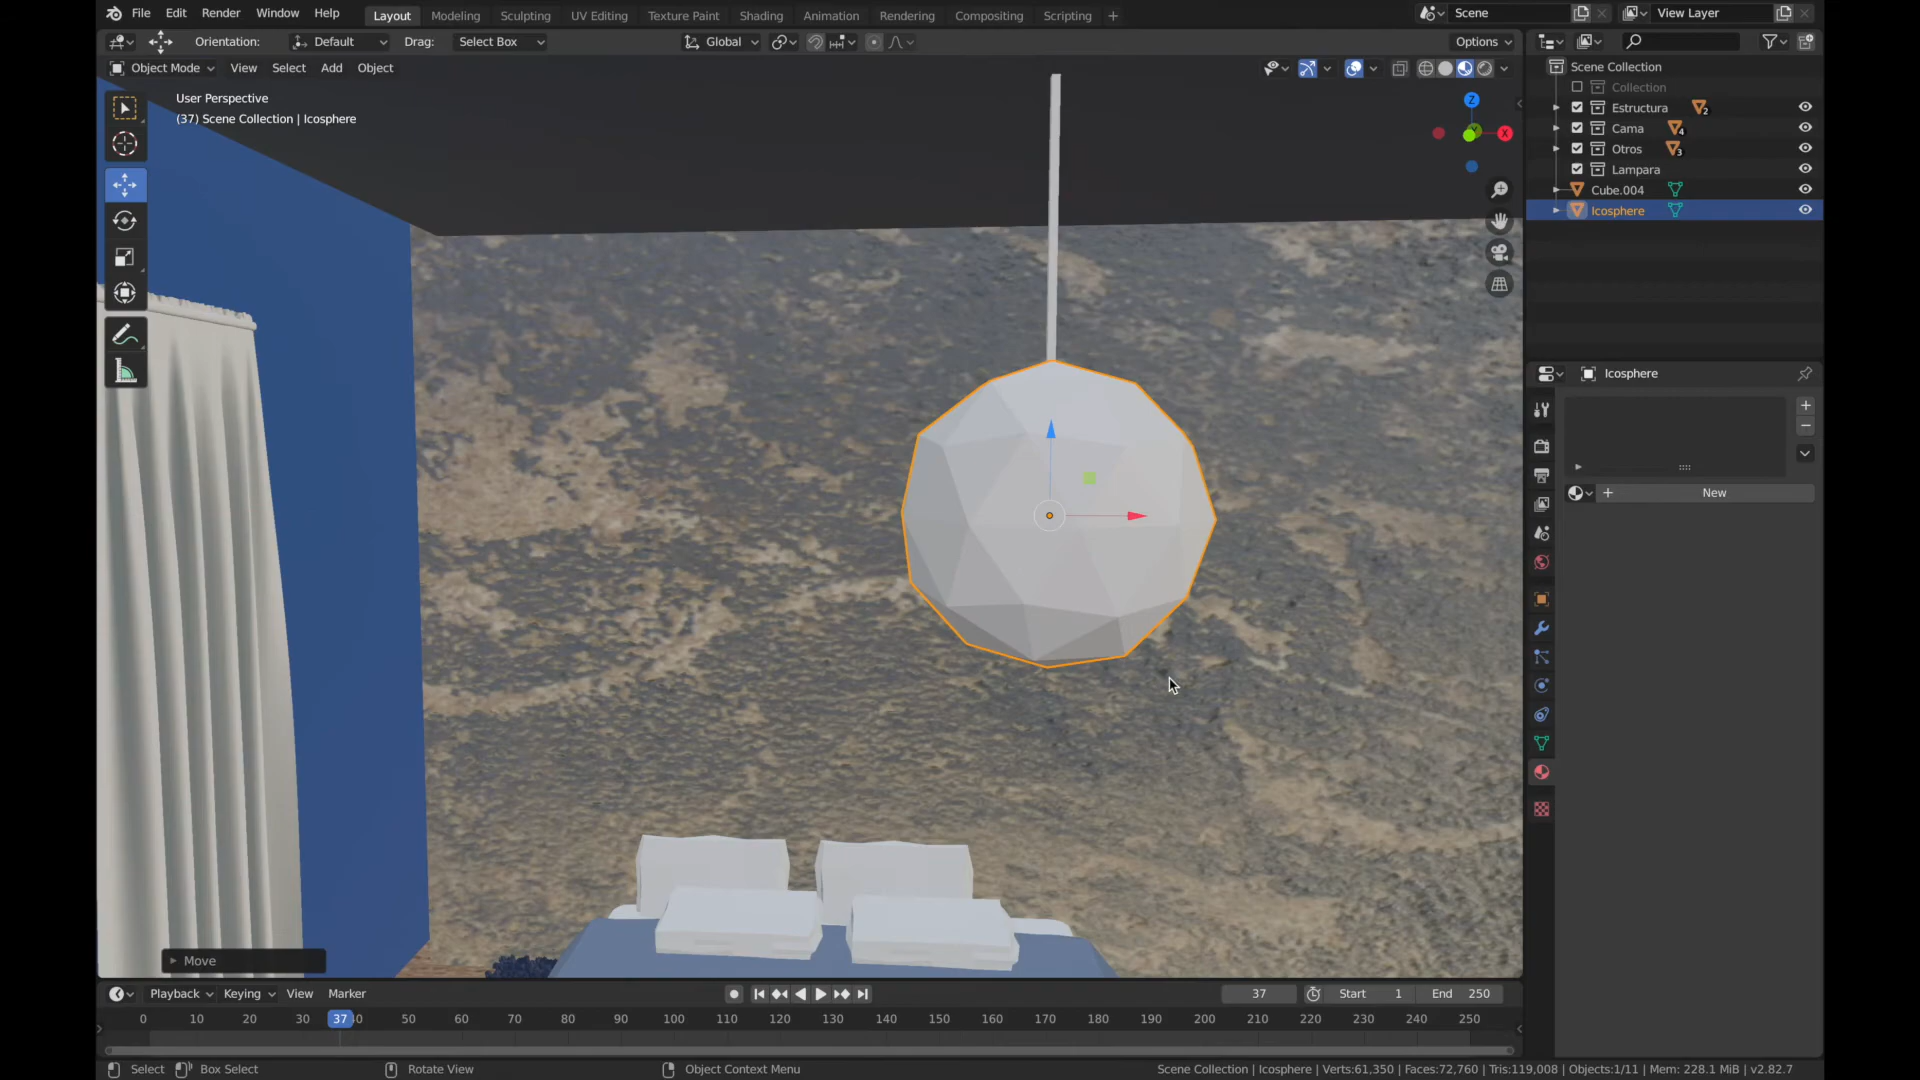 File Edit Render Window Help Layout Modeling Sculpting UV Editing Texture Paint Shading Animation Rendering Compositing Scripting + Scene View Layer
Orientation: Default Drag: Select Box Global Options
Object Mode View Select Add Object
User Perspective
(37) Scene Collection | Icosphere
Z
X
Y
Scene Collection
Collection
Estructura 2
Cama 4
Otros 3
Lampara
Cube.004
Icosphere
Icosphere
New
Move
Playback Keying View Marker 37 Start 1 End 250
0 10 20 30 37 40 50 60 70 80 90 100 110 120 130 140 150 160 170 180 190 200 210 220 230 240 250
Select Box Select Rotate View Object Context Menu Scene Collection | Icosphere | Verts:61,350 | Faces:72,760 | Tris:119,008 | Objects:1/11 | Mem: 228.1 MiB | v2.82.7